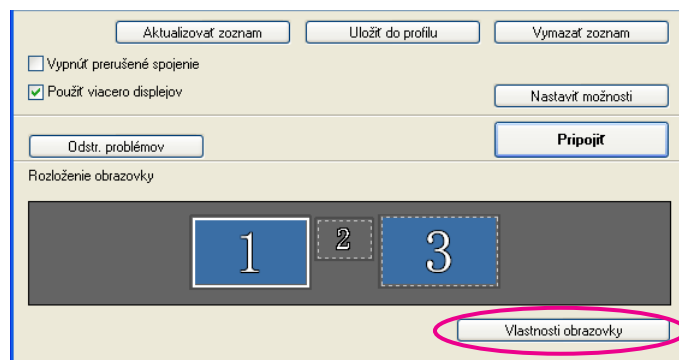 Aktualizovať zoznam Uložiť do profilu Vymazať zoznam
Vypnúť prerušené spojenie
Použiť viacero displejov
Nastaviť možnosti
Odstr. problémov
Pripojiť
Rozloženie obrazovky
1 2 3
Vlastnosti obrazovky